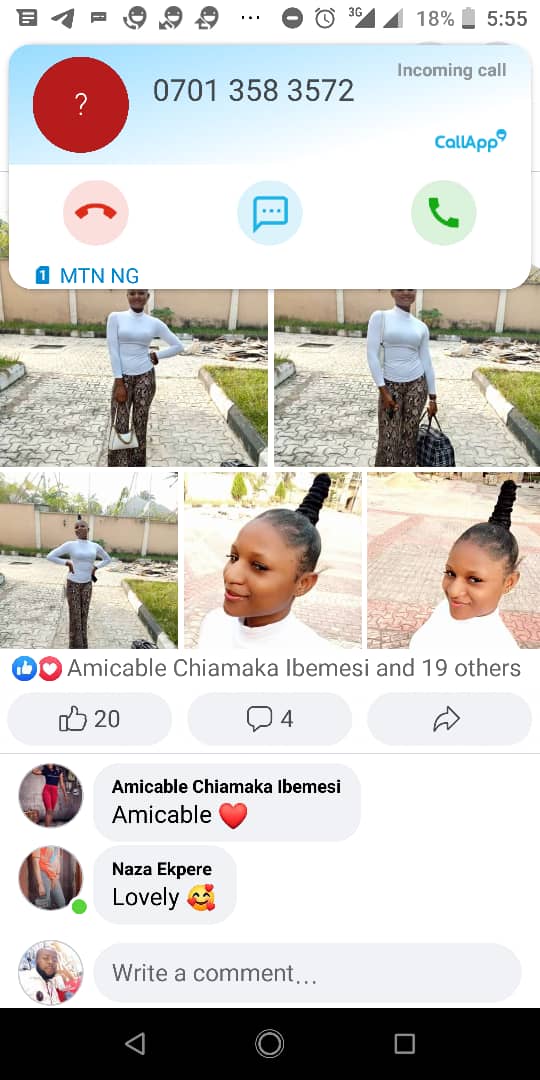 3G
18%
5:55
Incoming call
?
0701 358 3572
CallApp
1 MTN NG
Amicable Chiamaka Ibemesi and 19 others
20
4
Amicable Chiamaka Ibemesi
Amicable ❤️
Naza Ekpere
Lovely 🥰
Write a comment...